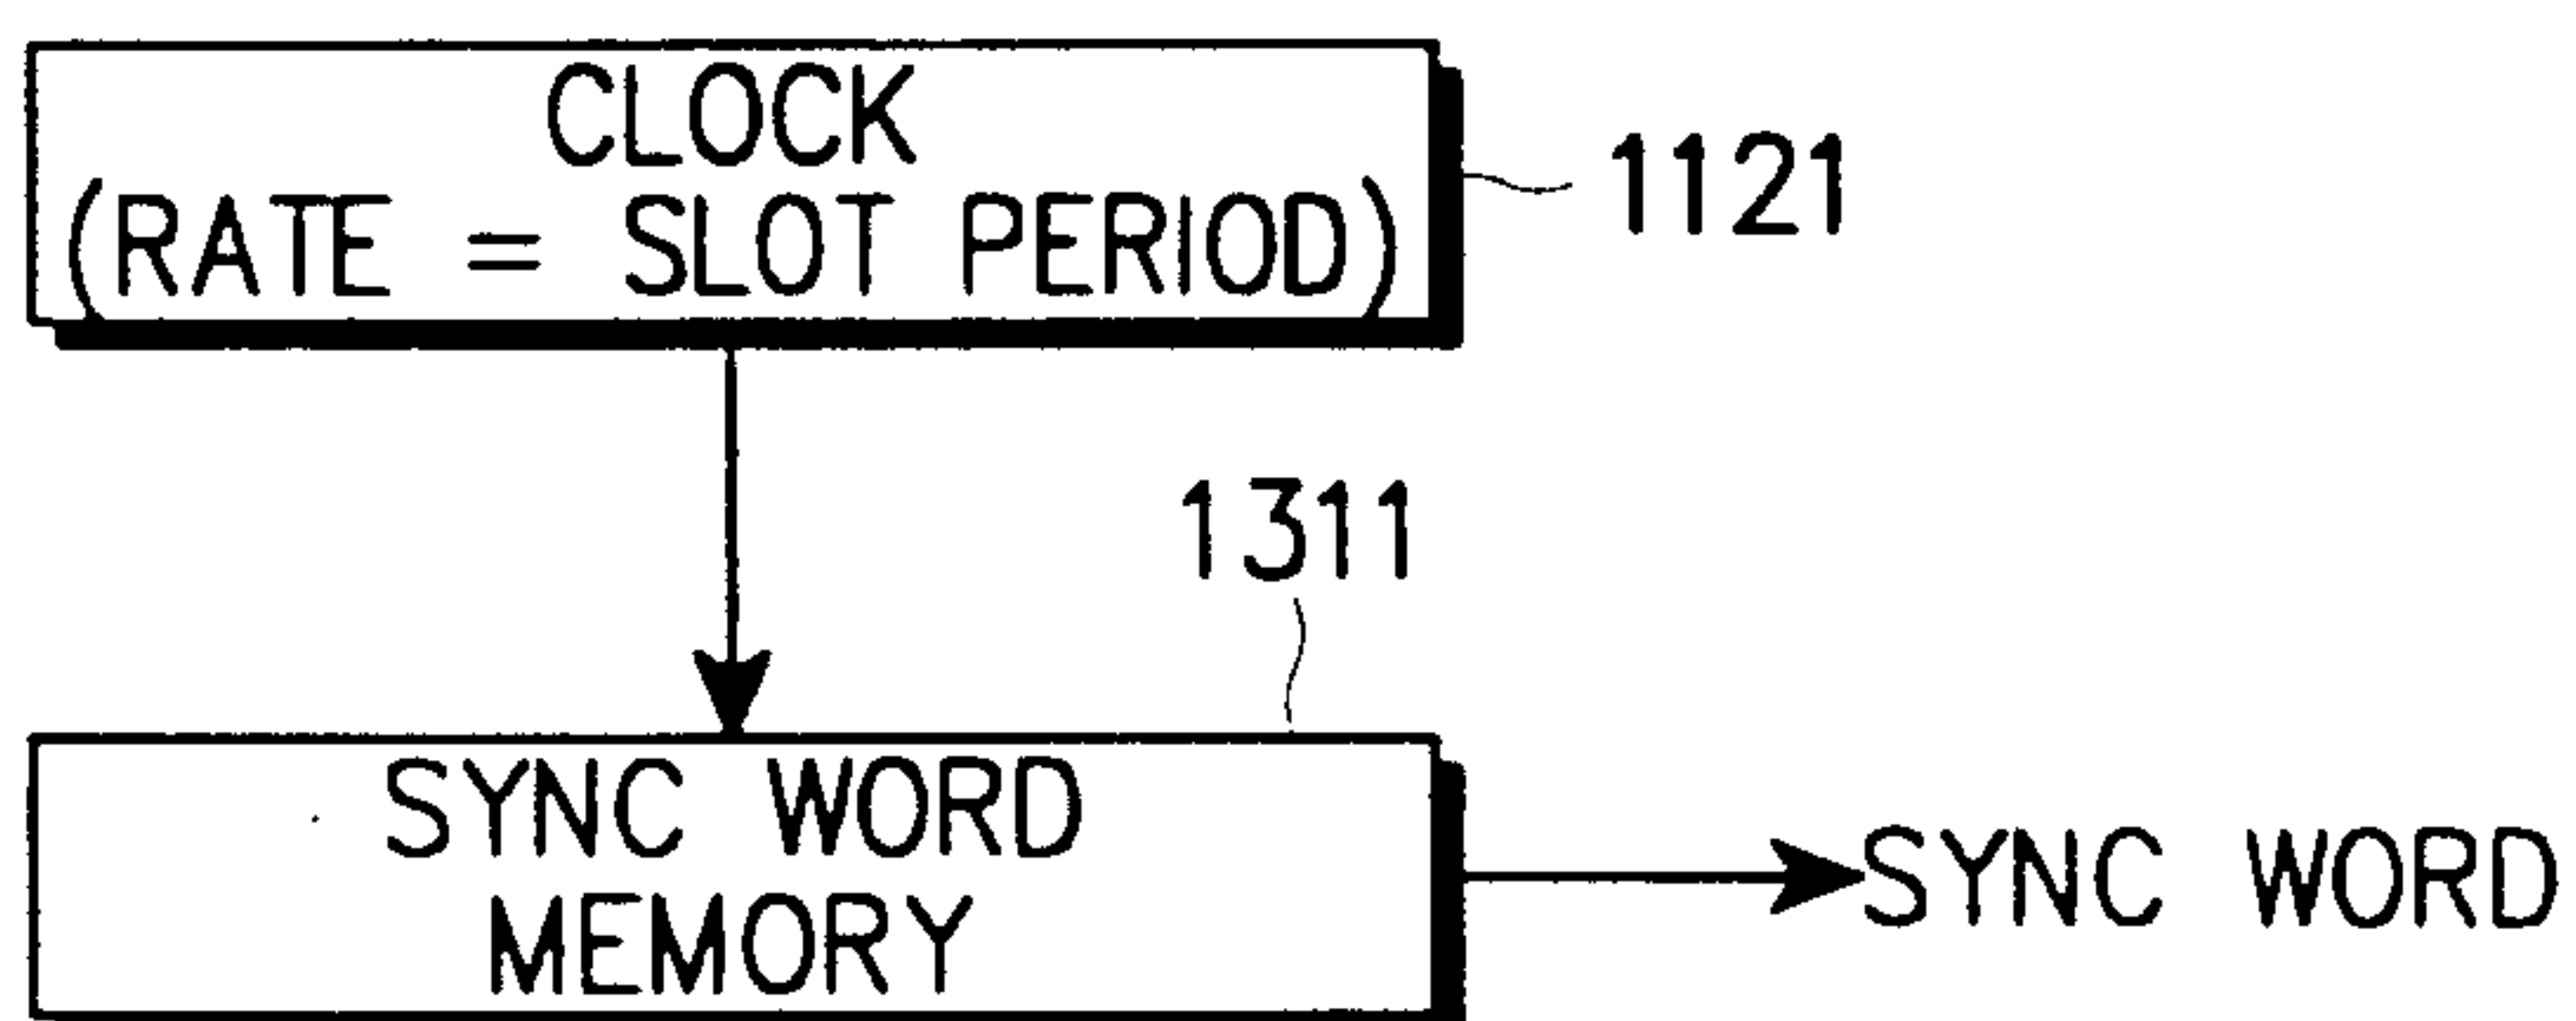 CLOCK
(RATE = SLOT PERIOD)
1121
1311
SYNC WORD
MEMORY
SYNC WORD